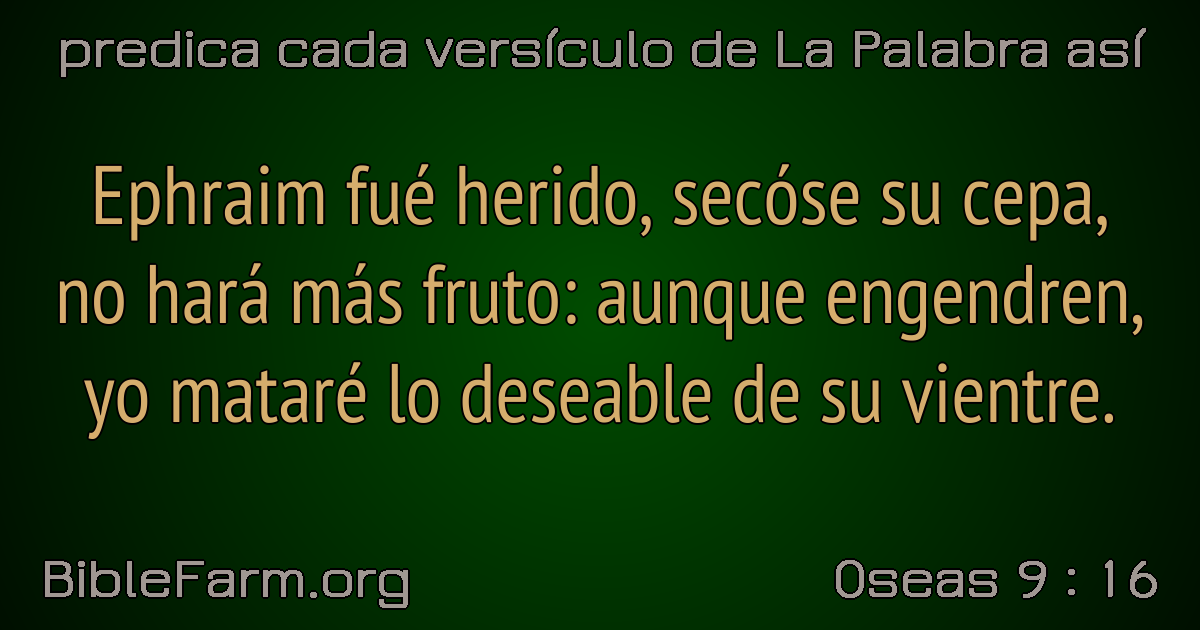 predica cada versículo de La Palabra así
Ephraim fué herido, secóse su cepa,
no hará más fruto: aunque engendren,
yo mataré lo deseable de su vientre.
BibleFarm.org
Oseas 9 : 16